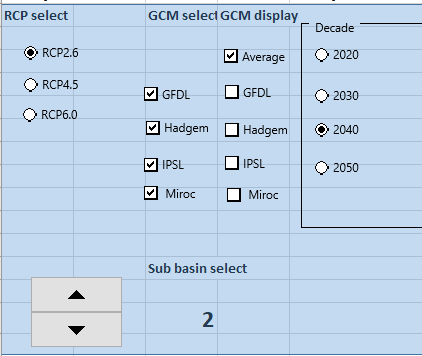 RCP select
GCM select
GCM display
Decade
RCP2.6
RCP4.5
RCP6.0
GFDL
Hadgem
IPSL
Miroc
Average
GFDL
Hadgem
IPSL
Miroc
2020
2030
2040
2050
Sub basin select
2